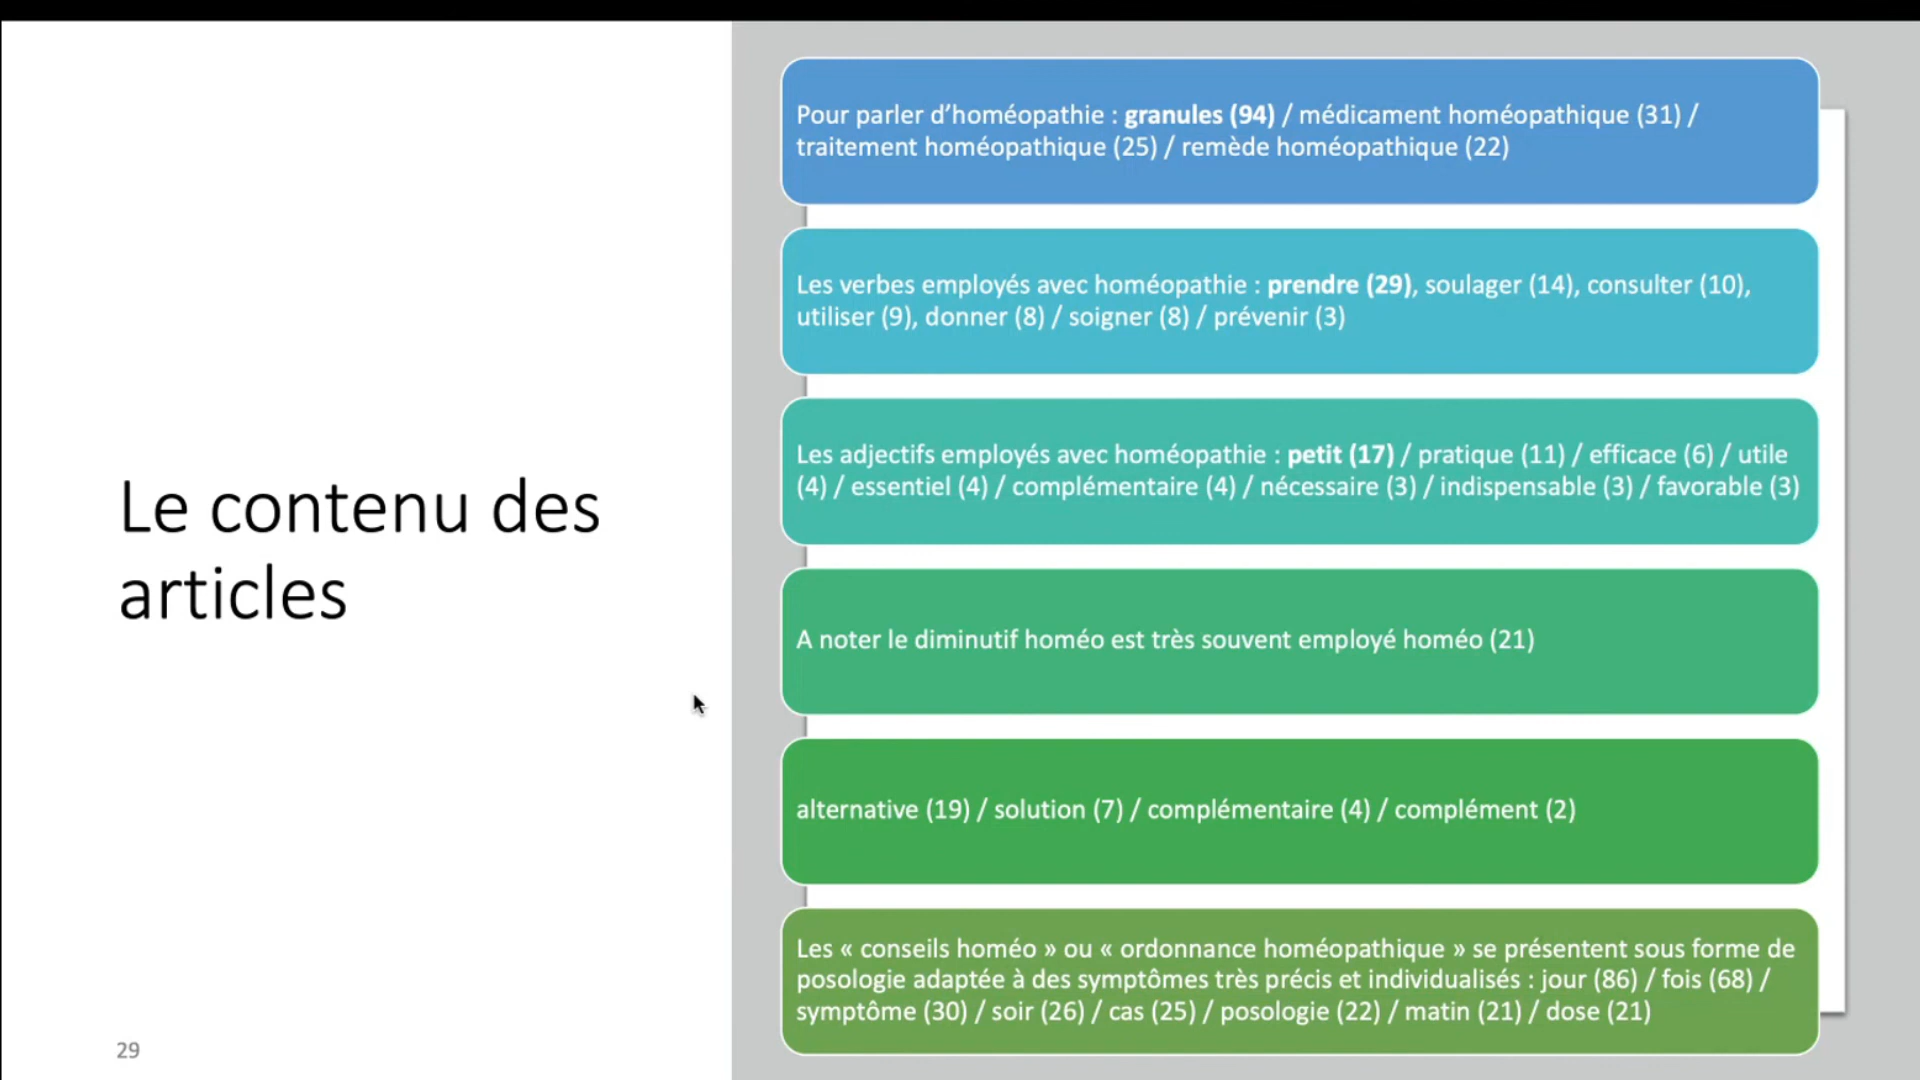 Le contenu des
articles
Pour parler d’homéopathie : granules (94) / médicament homéopathique (31) /
traitement homéopathique (25) / remède homéopathique (22)
Les verbes employés avec homéopathie : prendre (29), soulager (14), consulter (10),
utiliser (9), donner (8) / soigner (8) / prévenir (3)
Les adjectifs employés avec homéopathie : petit (17) / pratique (11) / efficace (6) / utile
(4) / essentiel (4) / complémentaire (4) / nécessaire (3) / indispensable (3) / favorable (3)
A noter le diminutif homéo est très souvent employé homéo (21)
alternative (19) / solution (7) / complémentaire (4) / complément (2)
Les « conseils homéo » ou « ordonnance homéopathique » se présentent sous forme de
posologie adaptée à des symptômes très précis et individualisés : jour (86) / fois (68) /
symptôme (30) / soir (26) / cas (25) / posologie (22) / matin (21) / dose (21)
29